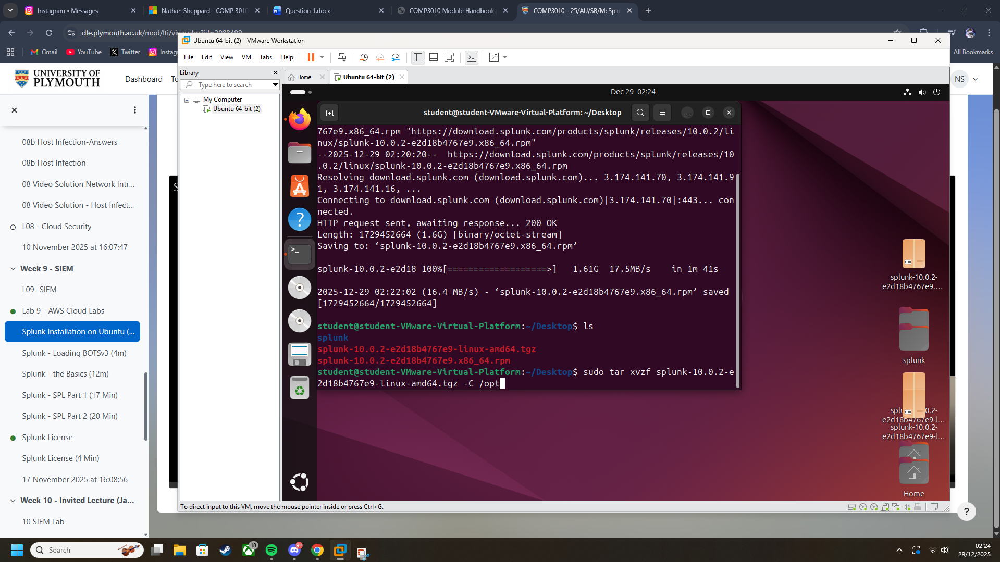 Instagram • Messages
Nathan Sheppard - COMP 3010
Question 1.docx
COMP3010 Module Handbook.
COMP3010 - 25/AU/SB/M: Splu
dle.plymouth.ac.uk/mod/lti/view.php?id=2088499
Gmail
YouTube
Twitter
Instag
All Bookmarks
UNIVERSITY OF
PLYMOUTH
Dashboard
NS
08b Host Infection-Answers
08b Host Infection
08 Video Solution Network Intr...
08 Video Solution - Host Infect...
L08 - Cloud Security
10 November 2025 at 16:07:47
Week 9 - SIEM
L09- SIEM
Lab 9 - AWS Cloud Labs
Splunk Installation on Ubuntu (...
Splunk - Loading BOTSv3 (4m)
Splunk - the Basics (12m)
Splunk - SPL Part 1 (17 Min)
Splunk - SPL Part 2 (20 Min)
Splunk License
Splunk License (4 Min)
17 November 2025 at 16:08:56
Week 10 - Invited Lecture (Ja...
10 SIEM Lab
Ubuntu 64-bit (2) - VMware Workstation
File Edit View VM Tabs Help
Library
Type here to search
My Computer
Ubuntu 64-bit (2)
Home
Ubuntu 64-bit (2)
Dec 29 02:24
student@student-VMware-Virtual-Platform: ~/Desktop
767e9.x86_64.rpm "https://download.splunk.com/products/splunk/releases/10.0.2/li
nux/splunk-10.0.2-e2d18b4767e9.x86_64.rpm"
--2025-12-29 02:20:20-- https://download.splunk.com/products/splunk/releases/10
.0.2/linux/splunk-10.0.2-e2d18b4767e9.x86_64.rpm
Resolving download.splunk.com (download.splunk.com)... 3.174.141.70, 3.174.141.9
1, 3.174.141.16, ...
Connecting to download.splunk.com (download.splunk.com)|3.174.141.70|:443... con
nected.
HTTP request sent, awaiting response... 200 OK
Length: 1729452664 (1.6G) [binary/octet-stream]
Saving to: ‘splunk-10.0.2-e2d18b4767e9.x86_64.rpm’
splunk-10.0.2-e2d18 100%[===================>] 1.61G 17.5MB/s in 1m 41s
2025-12-29 02:22:02 (16.4 MB/s) - ‘splunk-10.0.2-e2d18b4767e9.x86_64.rpm’ saved
[1729452664/1729452664]
student@student-VMware-Virtual-Platform:~/Desktop$ ls
splunk
splunk-10.0.2-e2d18b4767e9-linux-amd64.tgz
splunk-10.0.2-e2d18b4767e9.x86_64.rpm
student@student-VMware-Virtual-Platform:~/Desktop$ sudo tar xvzf splunk-10.0.2-e
2d18b4767e9-linux-amd64.tgz -C /opt
splunk-10.0.2-
e2d18b4767e9....
splunk
e2d18b4767e9-l...
splunk-10.0.2-
e2d18b4767e9-l...
Home
To direct input to this VM, move the mouse pointer inside or press Ctrl+G.
?
Search
18
9+
02:24
29/12/2025